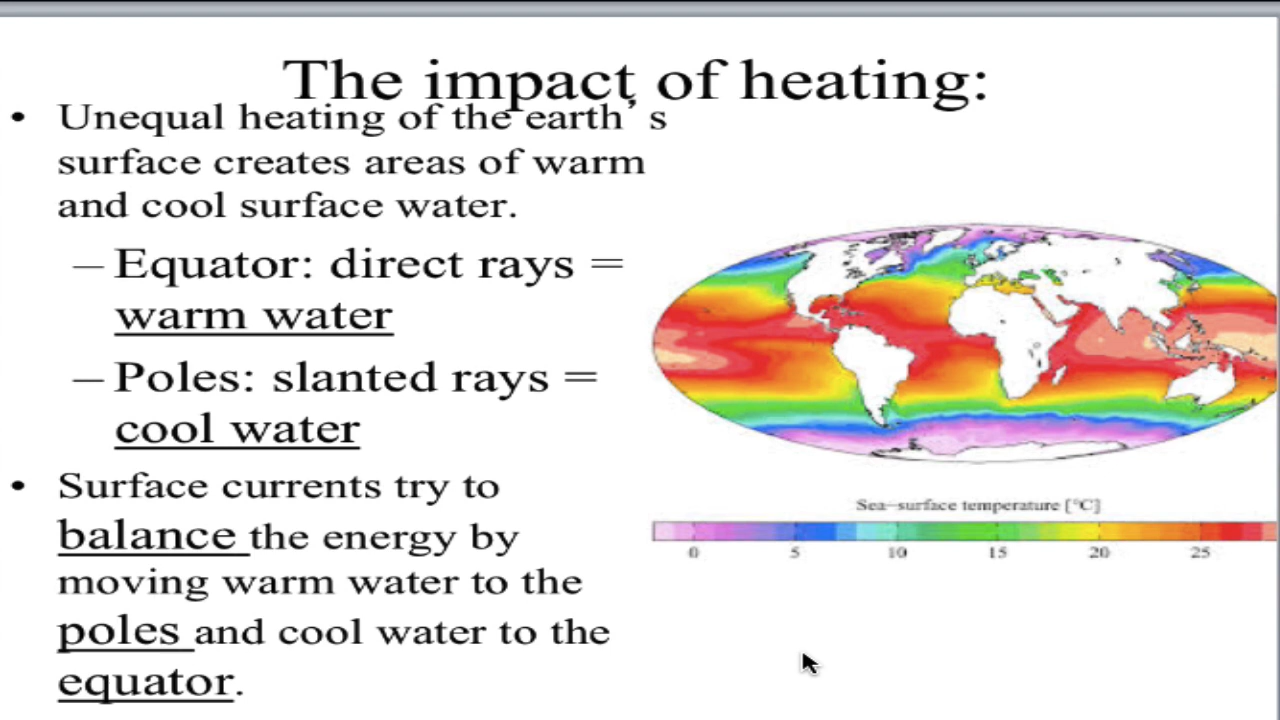 The impact of heating:
• Unequal heating of the earth’ s
surface creates areas of warm
and cool surface water.
– Equator: direct rays =
warm water
– Poles: slanted rays =
cool water
• Surface currents try to
balance the energy by
moving warm water to the
poles and cool water to the
equator.
Sea-surface temperature [°C]
0 5 10 15 20 25